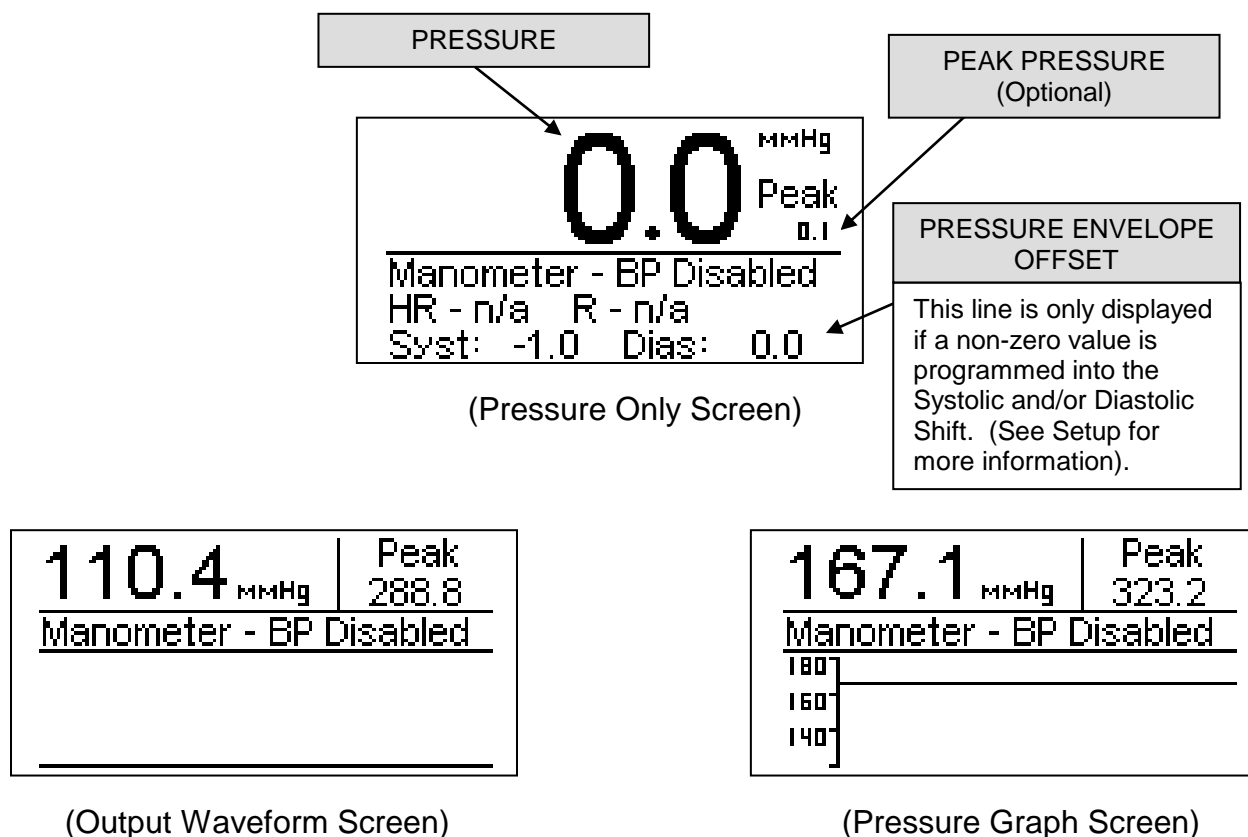 PRESSURE
PEAK PRESSURE
(Optional)
0.0 mmHg
Peak
0.1
Manometer - BP Disabled
HR - n/a R - n/a
Syst: -1.0 Dias: 0.0
PRESSURE ENVELOPE
OFFSET
This line is only displayed
if a non-zero value is
programmed into the
Systolic and/or Diastolic
Shift. (See Setup for
more information).
(Pressure Only Screen)
110.4 mmHg
Peak
288.8
Manometer - BP Disabled
(Output Waveform Screen)
167.1 mmHg
Peak
323.2
Manometer - BP Disabled
180
160
140
(Pressure Graph Screen)